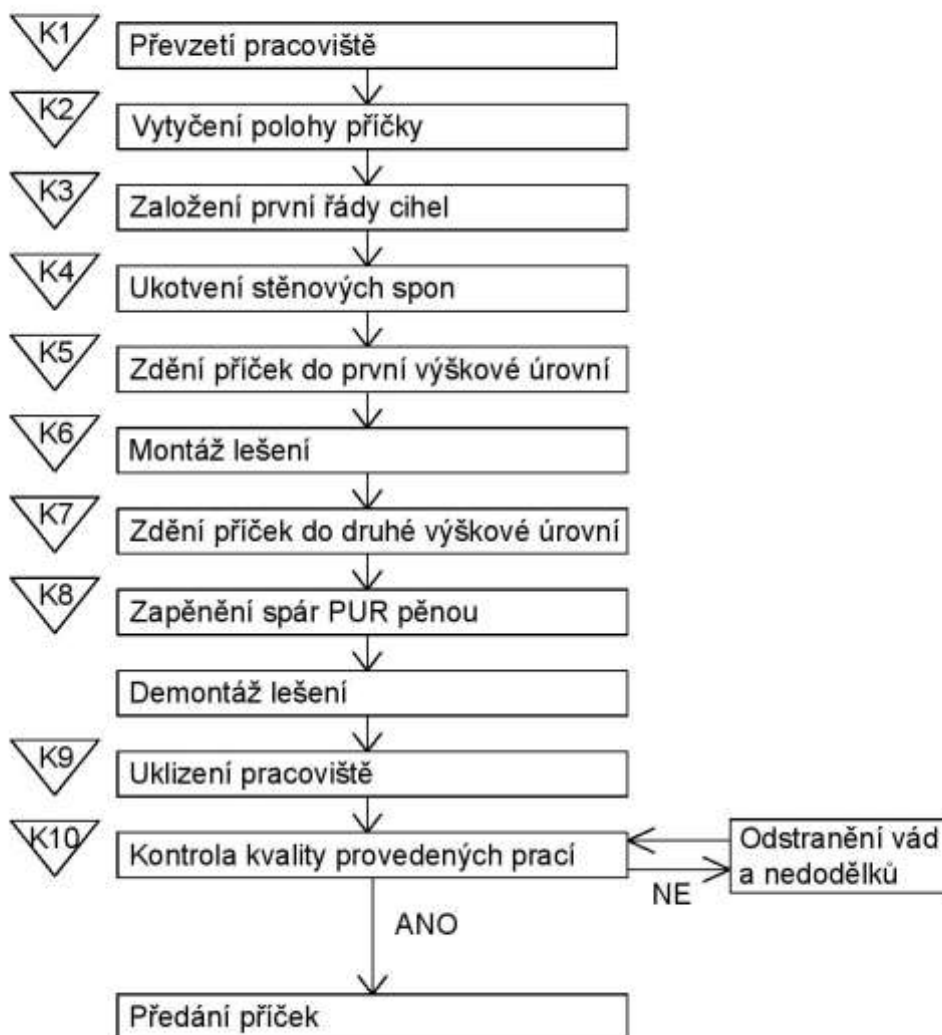 K1
Převzetí pracoviště
K2
Vytyčení polohy příčky
K3
Založení první řády cihel
K4
Ukotvení stěnových spon
K5
Zdění příček do první výškové úrovní
K6
Montáž lešení
K7
Zdění příček do druhé výškové úrovní
K8
Zapěnění spár PUR pěnou
Demontáž lešení
K9
Uklizení pracoviště
K10
Kontrola kvality provedených prací
Odstranění vád
a nedodělků
NE
ANO
Předání příček